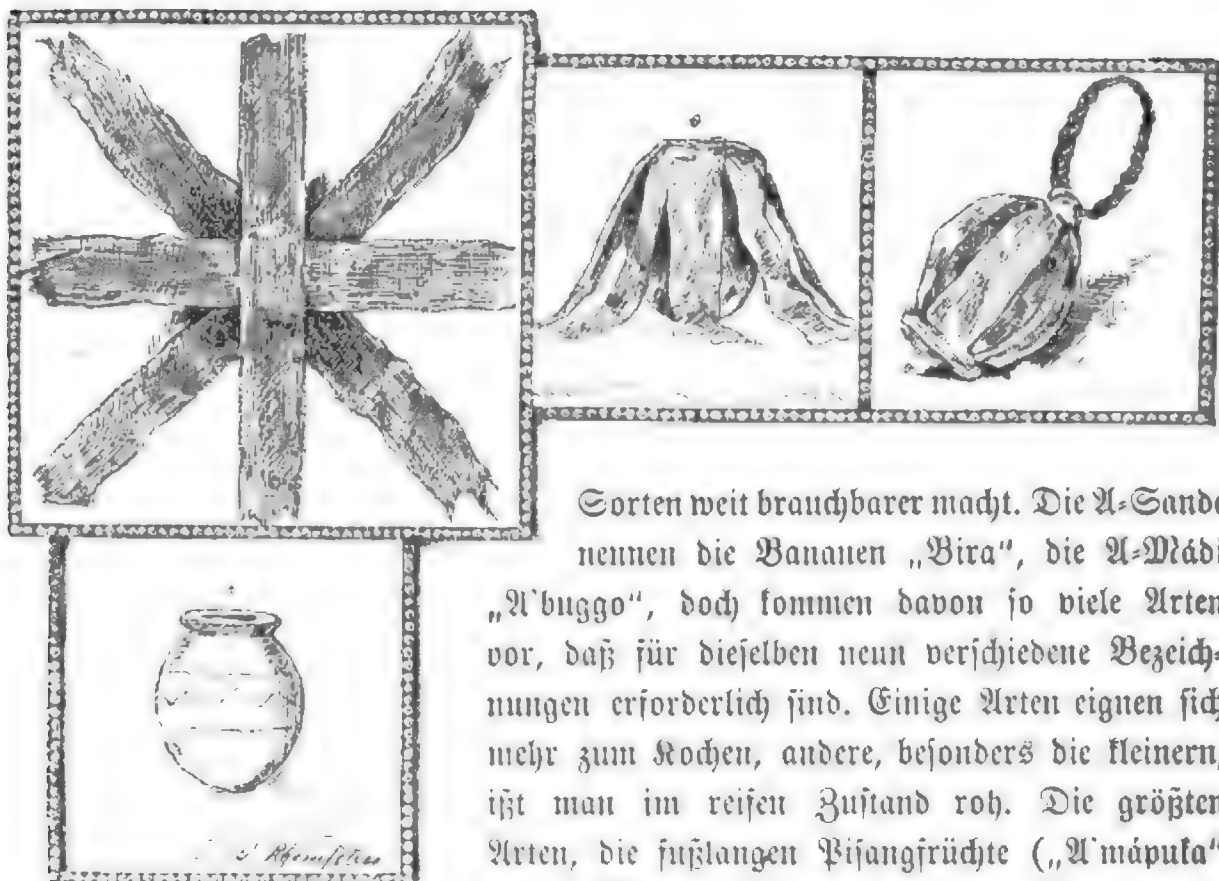 Sorten weit brauchbarer macht. Die A-Sande
nennen die Bananen „Bira", die A-Mádi
„A'buggo", doch kommen davon so viele Arten
vor, daß für dieselben neun verschiedene Bezeich-
nungen erforderlich sind. Einige Arten eignen sich
mehr zum Kochen, andere, besonders die kleinern,
ißt man im reifen Zustand roh. Die größten
Arten, die fußlangen Pisangfrüchte („A'mápuka"